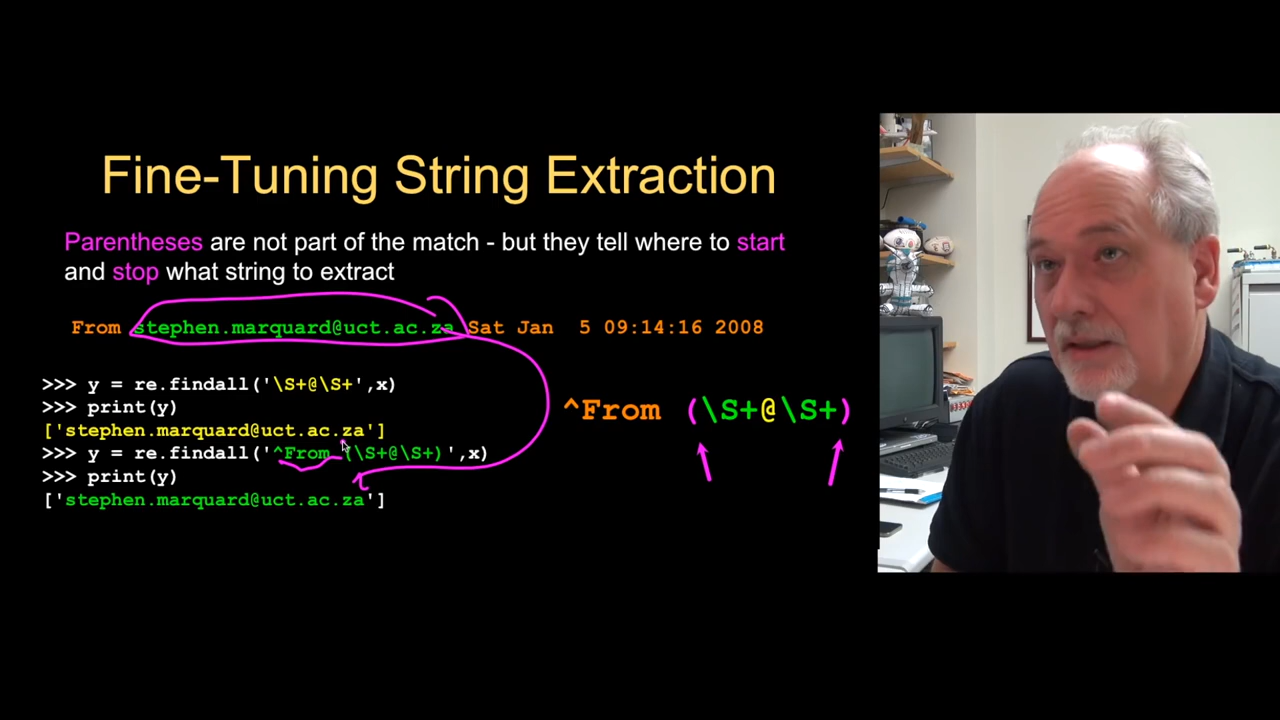 Fine-Tuning String Extraction
Parentheses are not part of the match - but they tell where to start
and stop what string to extract
From stephen.marquard@uct.ac.za Sat Jan  5 09:14:16 2008
>>> y = re.findall('\S+@\S+',x)
>>> print(y)
['stephen.marquard@uct.ac.za']
>>> y = re.findall('^From (\S+@\S+)',x)
>>> print(y)
['stephen.marquard@uct.ac.za']
^From (\S+@\S+)